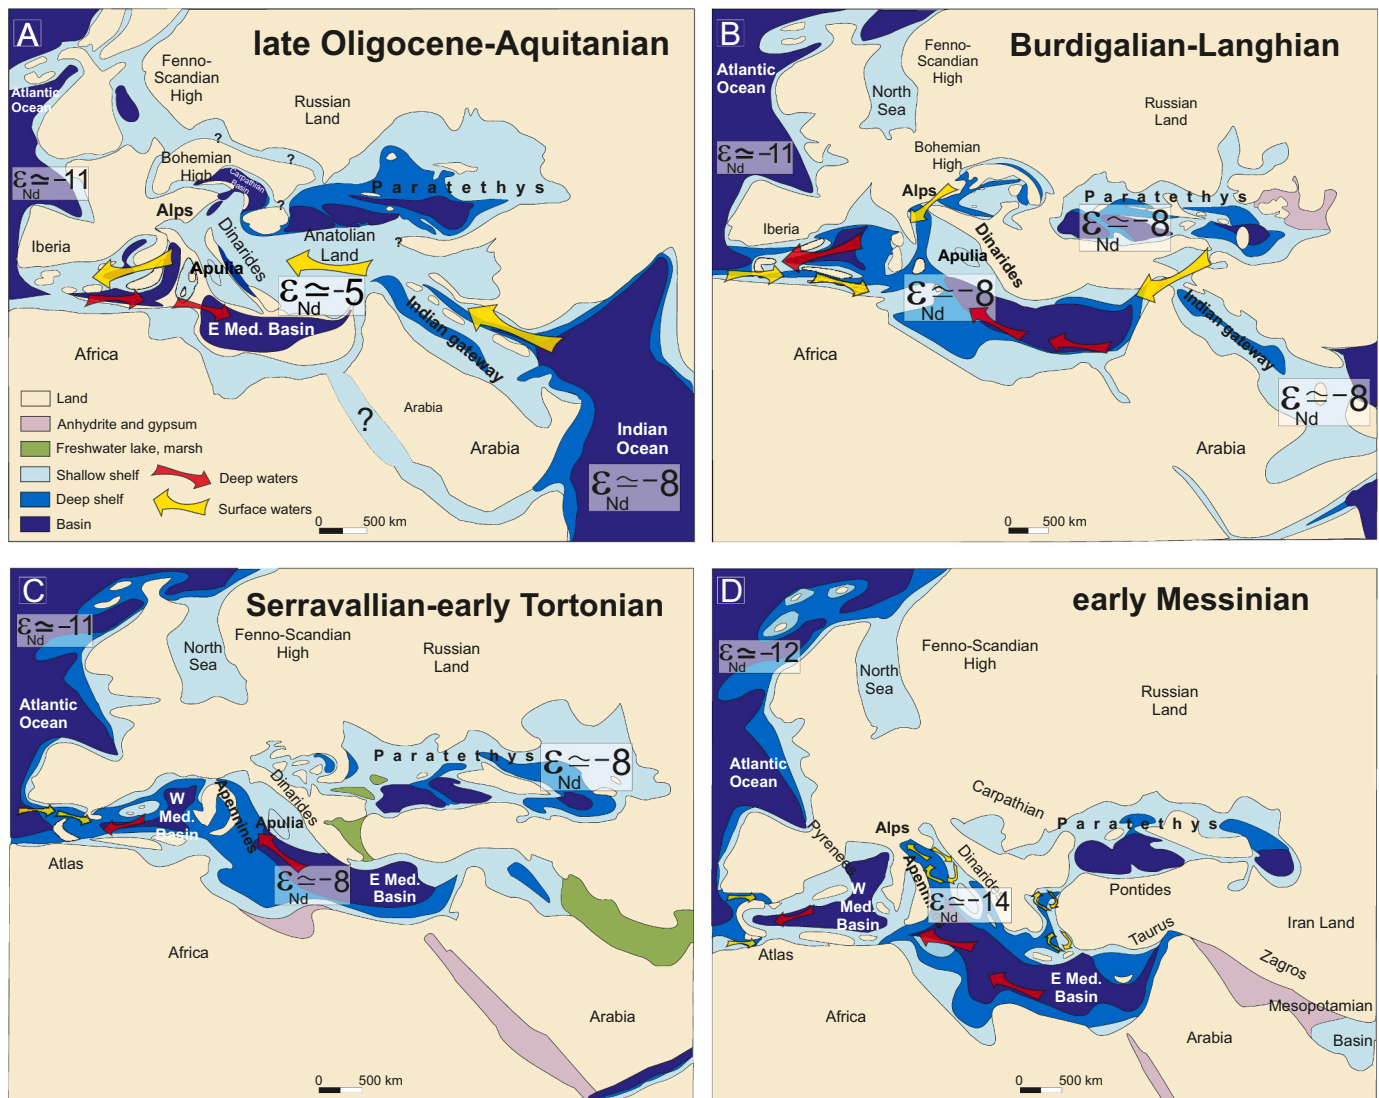 A
late Oligocene-Aquitanian
Fenno-
Scandian
High
Atlantic
Ocean
Russian
Land
?
?
Bohemian
High
Carpathian
Basin
Paratethys
εNd≃-11
Alps
?
Iberia
Dinarides
Anatolian
Land
?
Apulia
εNd≃-5
E Med. Basin
Indian gateway
Africa
?
Arabia
Arabia
Indian
Ocean
εNd≃-8
Land
Anhydrite and gypsum
Freshwater lake, marsh
Shallow shelf
Deep shelf
Basin
Deep waters
Surface waters
0 500 km
B
Burdigalian-Langhian
Fenno-
Scandian
High
Atlantic
Ocean
North
Sea
Russian
Land
εNd≃-11
Bohemian
High
Alps
Paratethys
εNd≃-8
Iberia
Dinarides
Apulia
εNd≃-8
Indian gateway
Africa
εNd≃-8
Arabia
0 500 km
C
Serravallian-early Tortonian
εNd≃-11
Fenno-Scandian
High
North
Sea
Russian
Land
Atlantic
Ocean
Paratethys
εNd≃-8
Dinarides
W
Med.
Basin
Apennines
Apulia
Atlas
εNd≃-8
E Med.
Basin
Africa
Arabia
0 500 km
D
early Messinian
εNd≃-12
Fenno-Scandian
High
North
Sea
Russian
Land
Atlantic
Ocean
Carpathian
Pyrenees
Alps
Paratethys
Dinarides
Apennines
W
Med.
Basin
εNd≃-14
Pontides
Taurus
Iran Land
Atlas
Zagros
E Med.
Basin
Mesopotamian
Basin
Africa
Arabia
0 500 km